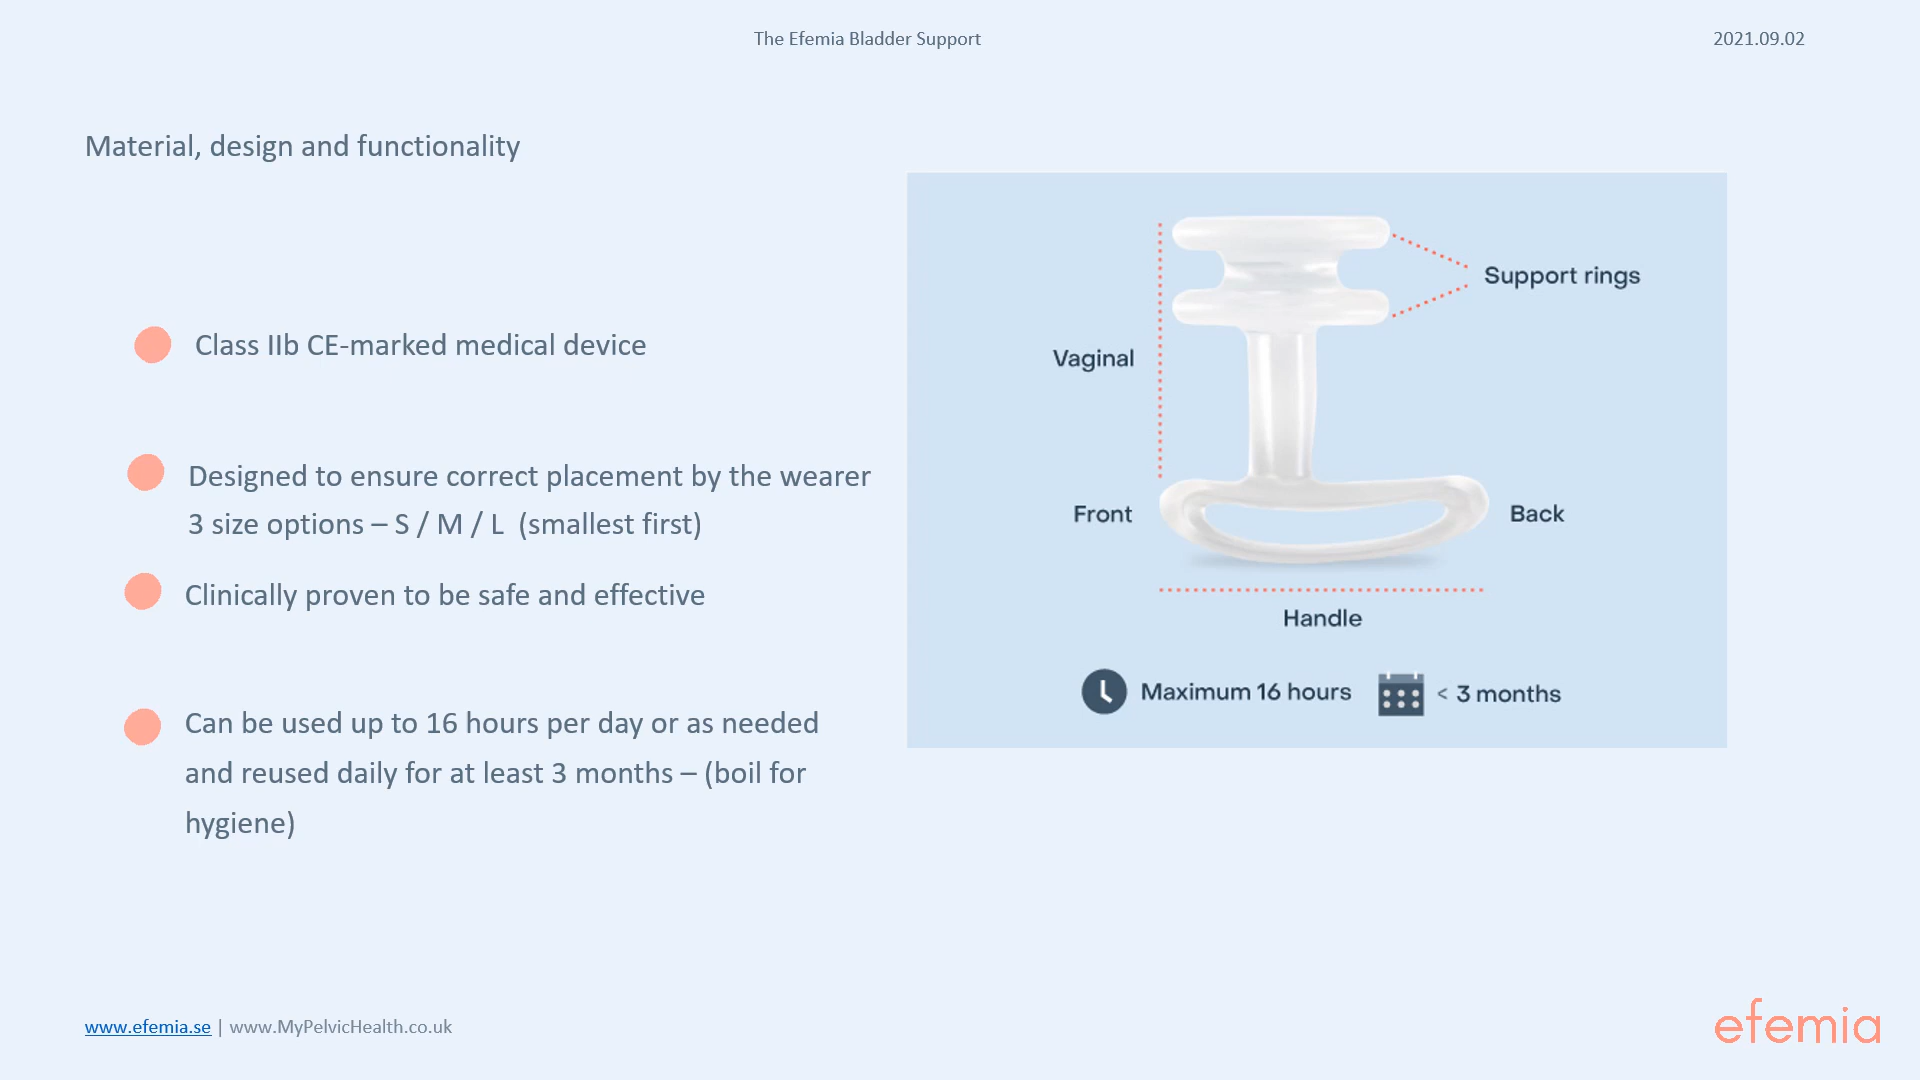 The Efemia Bladder Support
2021.09.02
Material, design and functionality
Class IIb CE-marked medical device
Designed to ensure correct placement by the wearer
3 size options – S / M / L  (smallest first)
Clinically proven to be safe and effective
Can be used up to 16 hours per day or as needed
and reused daily for at least 3 months – (boil for
hygiene)
Support rings
Vaginal
Front
Back
Handle
Maximum 16 hours
< 3 months
www.efemia.se | www.MyPelvicHealth.co.uk
efemia